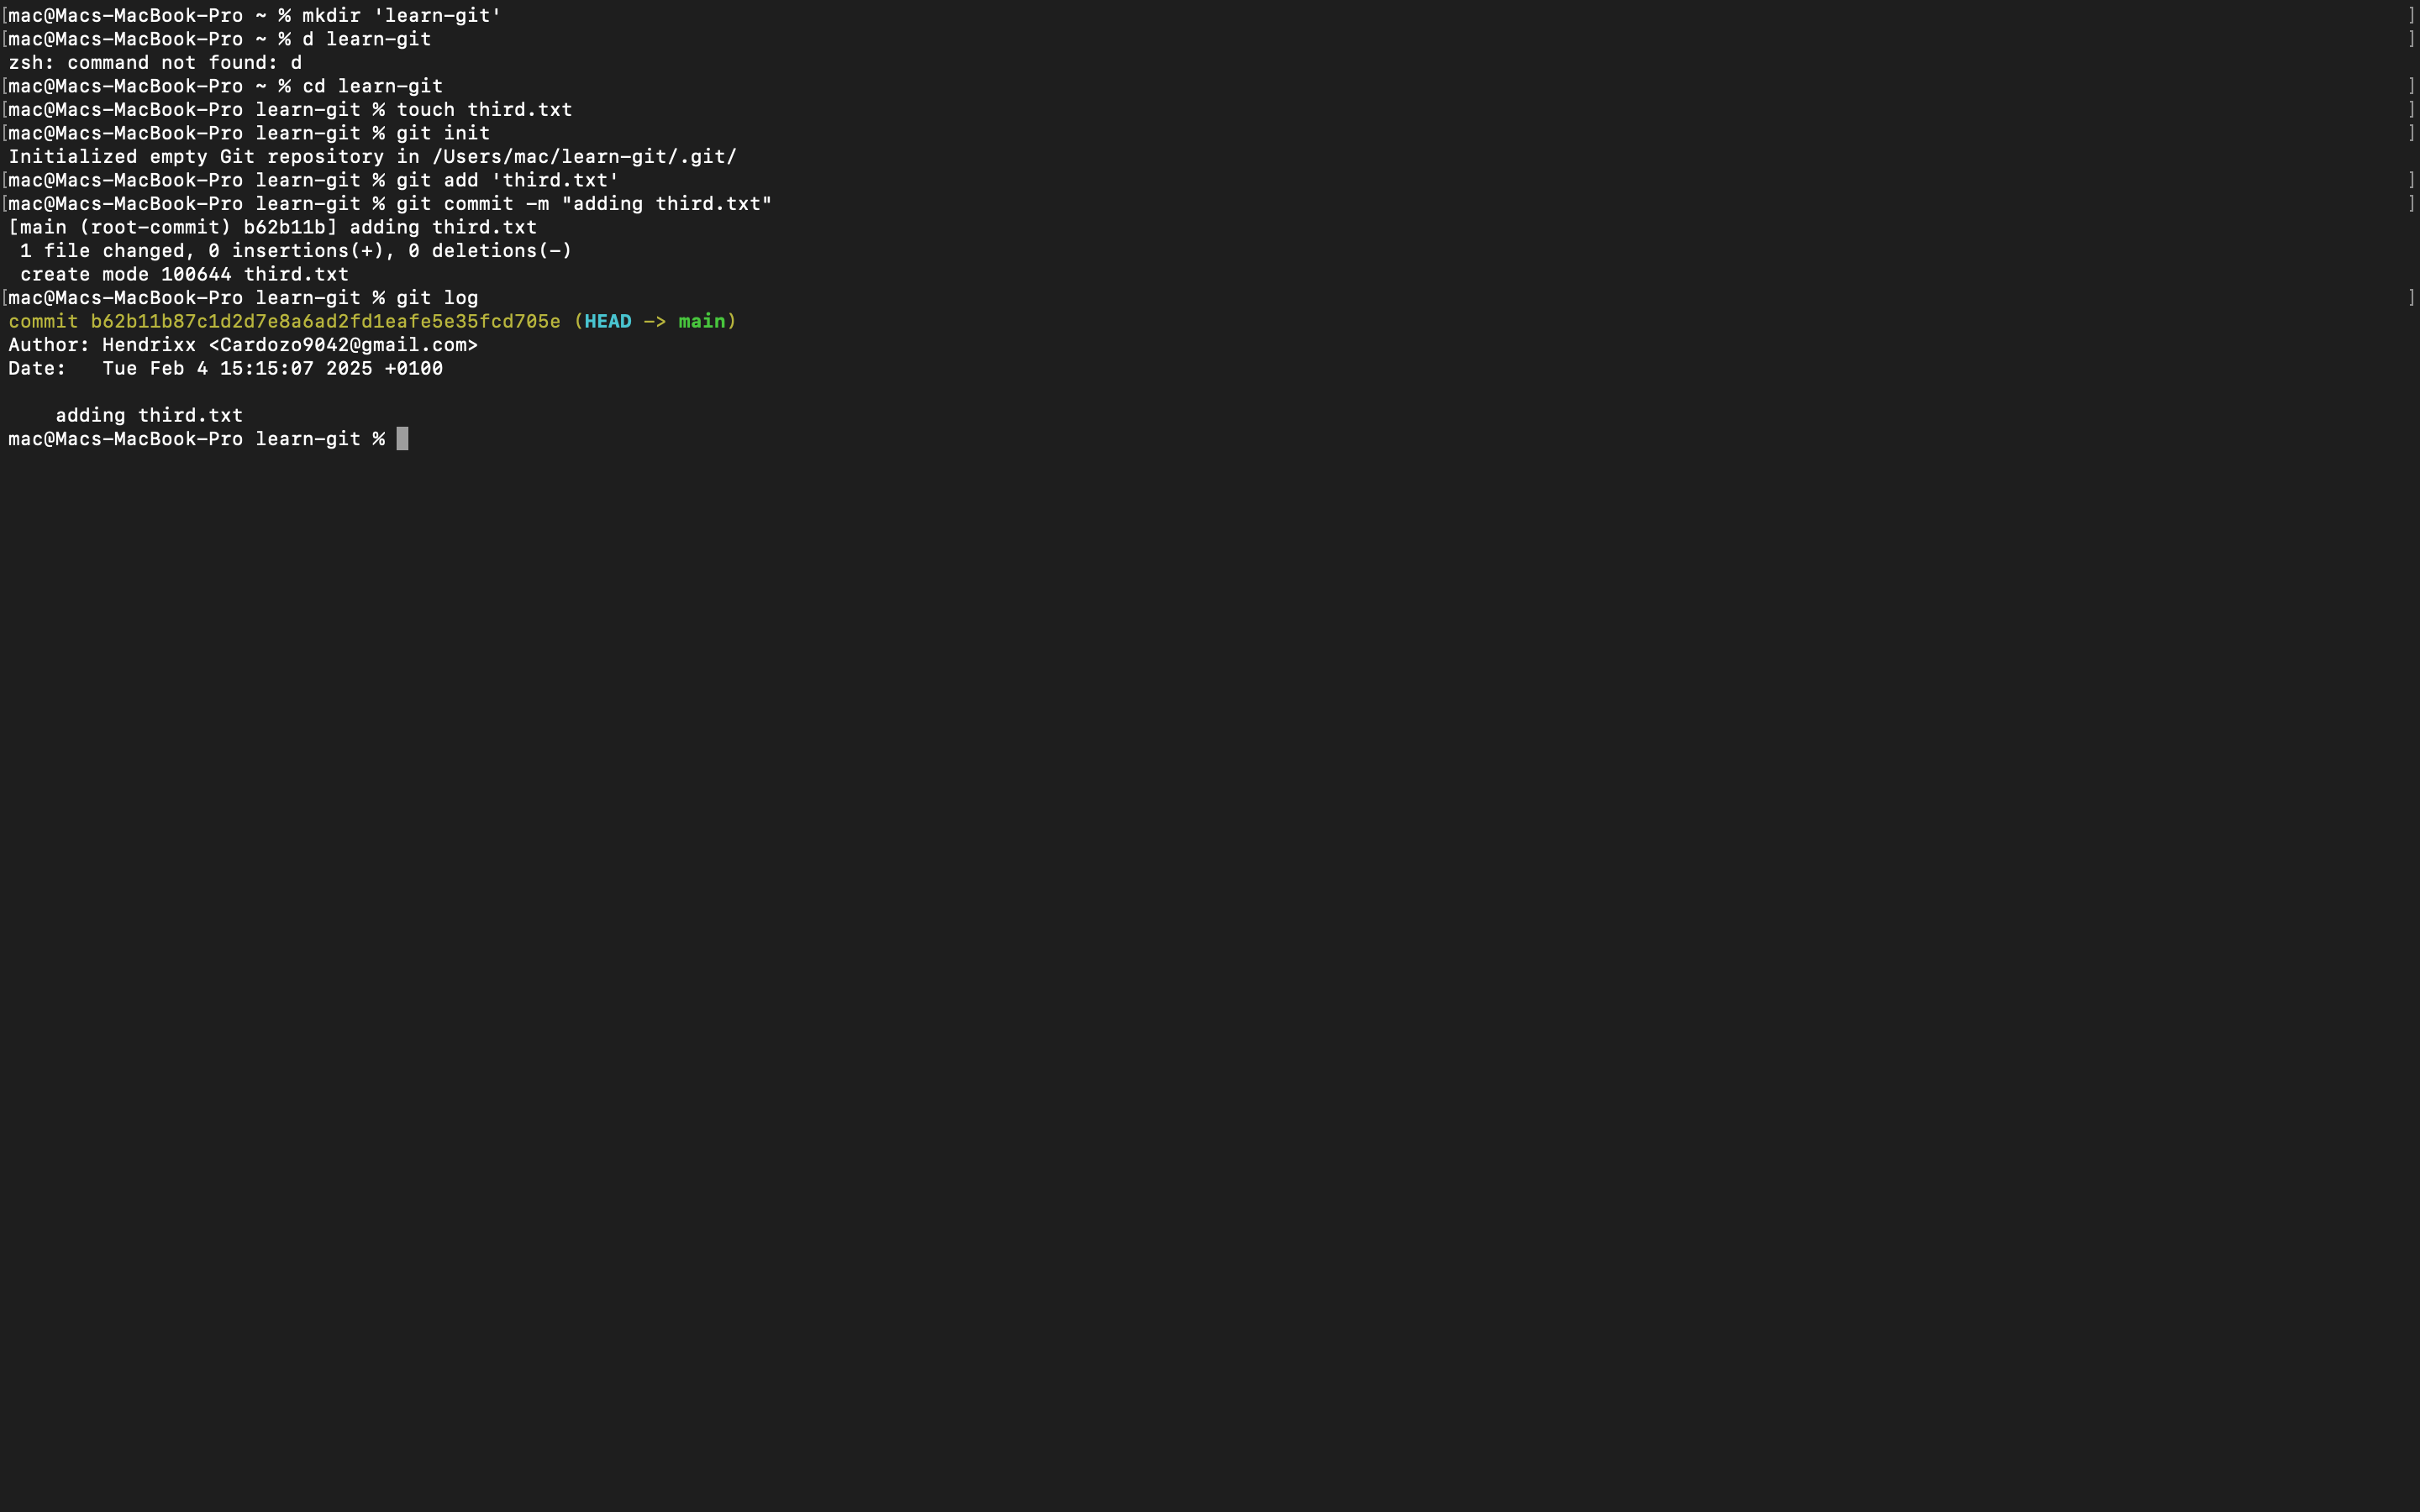 [mac@Macs-MacBook-Pro ~ % mkdir 'learn-git' ]
[mac@Macs-MacBook-Pro ~ % d learn-git ]
zsh: command not found: d
[mac@Macs-MacBook-Pro ~ % cd learn-git ]
[mac@Macs-MacBook-Pro learn-git % touch third.txt ]
[mac@Macs-MacBook-Pro learn-git % git init ]
Initialized empty Git repository in /Users/mac/learn-git/.git/
[mac@Macs-MacBook-Pro learn-git % git add 'third.txt' ]
[mac@Macs-MacBook-Pro learn-git % git commit -m "adding third.txt" ]
[main (root-commit) b62b11b] adding third.txt
 1 file changed, 0 insertions(+), 0 deletions(-)
 create mode 100644 third.txt
[mac@Macs-MacBook-Pro learn-git % git log ]
commit b62b11b87c1d2d7e8a6ad2fd1eafe5e35fcd705e (HEAD -> main)
Author: Hendrixx <Cardozo9042@gmail.com>
Date:   Tue Feb 4 15:15:07 2025 +0100

    adding third.txt
mac@Macs-MacBook-Pro learn-git %